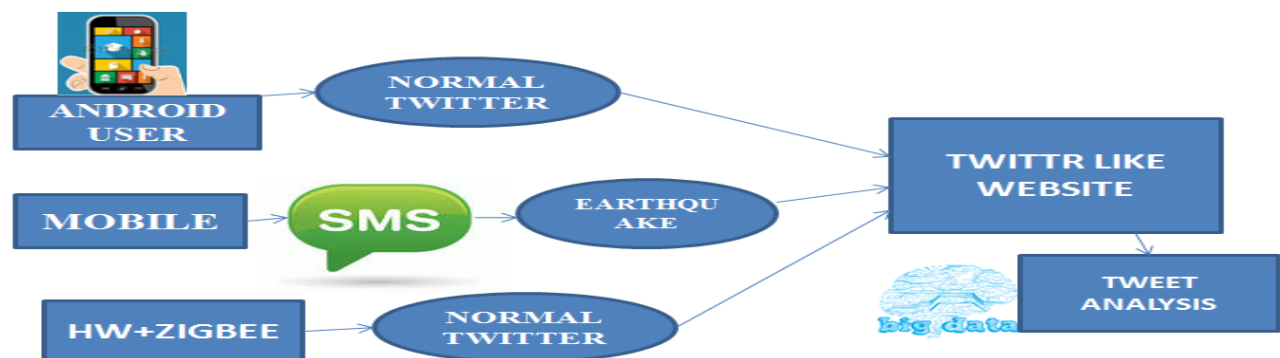 ANDROID
USER
NORMAL
TWITTER
MOBILE
SMS
EARTHQU
AKE
HW+ZIGBEE
NORMAL
TWITTER
TWITTR LIKE
WEBSITE
big data
TWEET
ANALYSIS